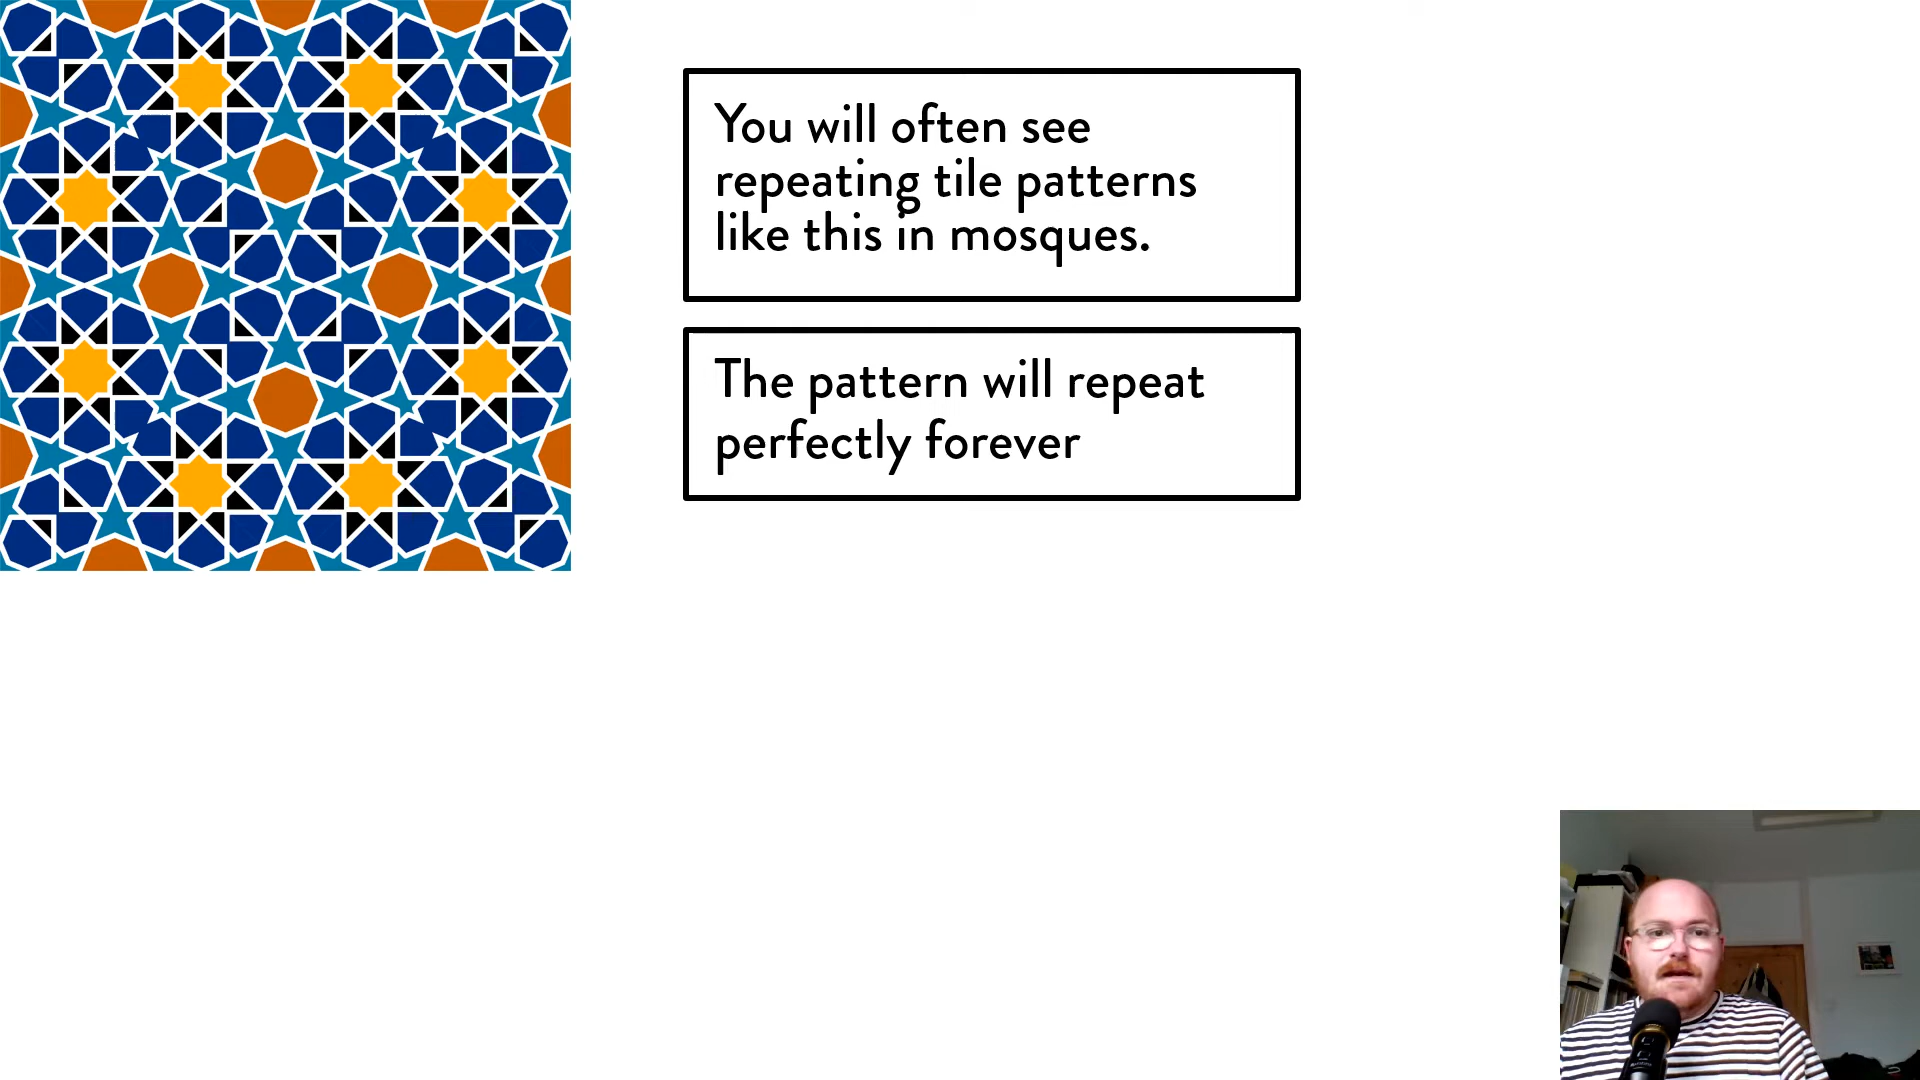 You will often see
repeating tile patterns
like this in mosques.
The pattern will repeat
perfectly forever